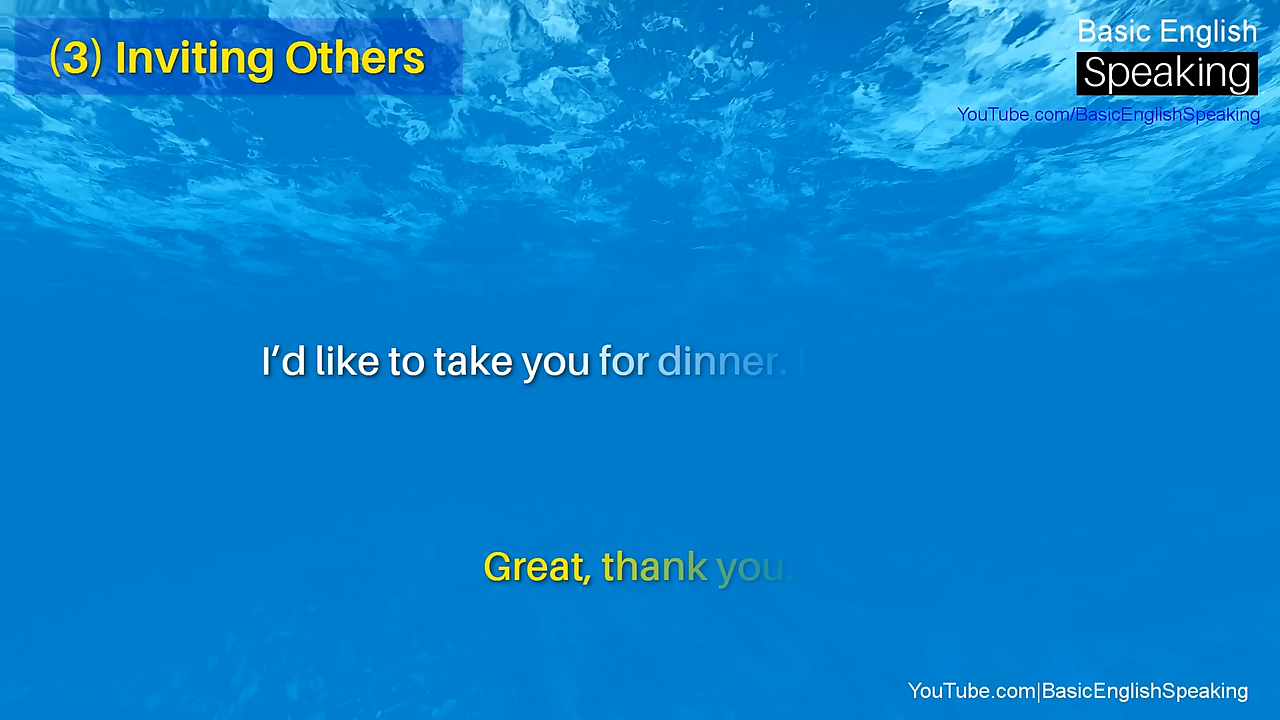 (3) Inviting Others
Basic English
Speaking
YouTube.com/BasicEnglishSpeaking
I’d like to take you for dinner.
Great, thank you.
YouTube.com|BasicEnglishSpeaking